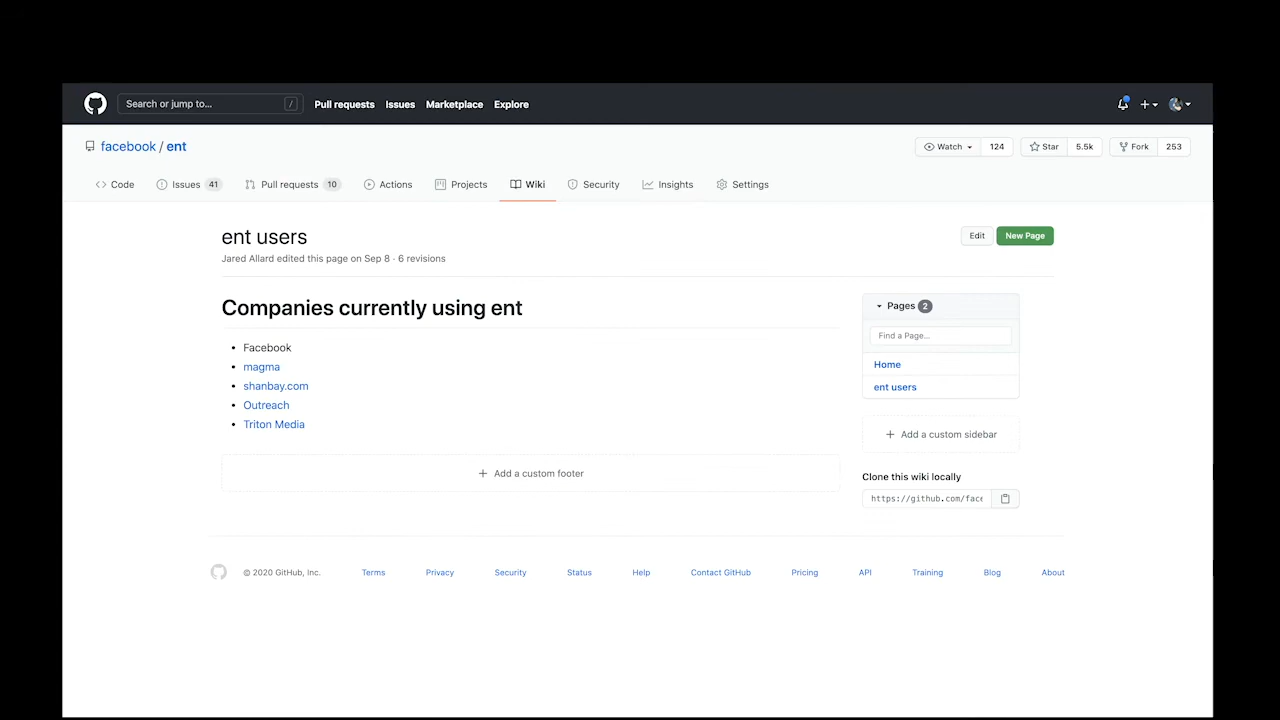 Search or jump to... /
Pull requests Issues Marketplace Explore
facebook / ent
Watch 124 Star 5.5k Fork 253
Code Issues 41 Pull requests 10 Actions Projects Wiki Security Insights Settings
ent users
Edit New Page
Jared Allard edited this page on Sep 8 · 6 revisions
Companies currently using ent
• Facebook
• magma
• shanbay.com
• Outreach
• Triton Media
+ Add a custom footer
Pages 2
Find a Page...
Home
ent users
+ Add a custom sidebar
Clone this wiki locally
https://github.com/face
© 2020 GitHub, Inc. Terms Privacy Security Status Help Contact GitHub Pricing API Training Blog About